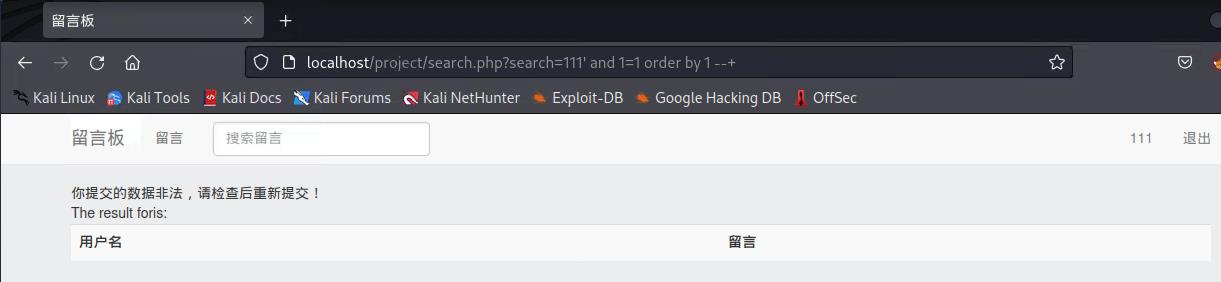 留言板
localhost/project/search.php?search=111' and 1=1 order by 1 --+
Kali Linux Kali Tools Kali Docs Kali Forums Kali NetHunter Exploit-DB Google Hacking DB OffSec
留言板 留言 搜索留言 111 退出
你提交的数据非法，请检查后重新提交！
The result foris:
用户名 留言